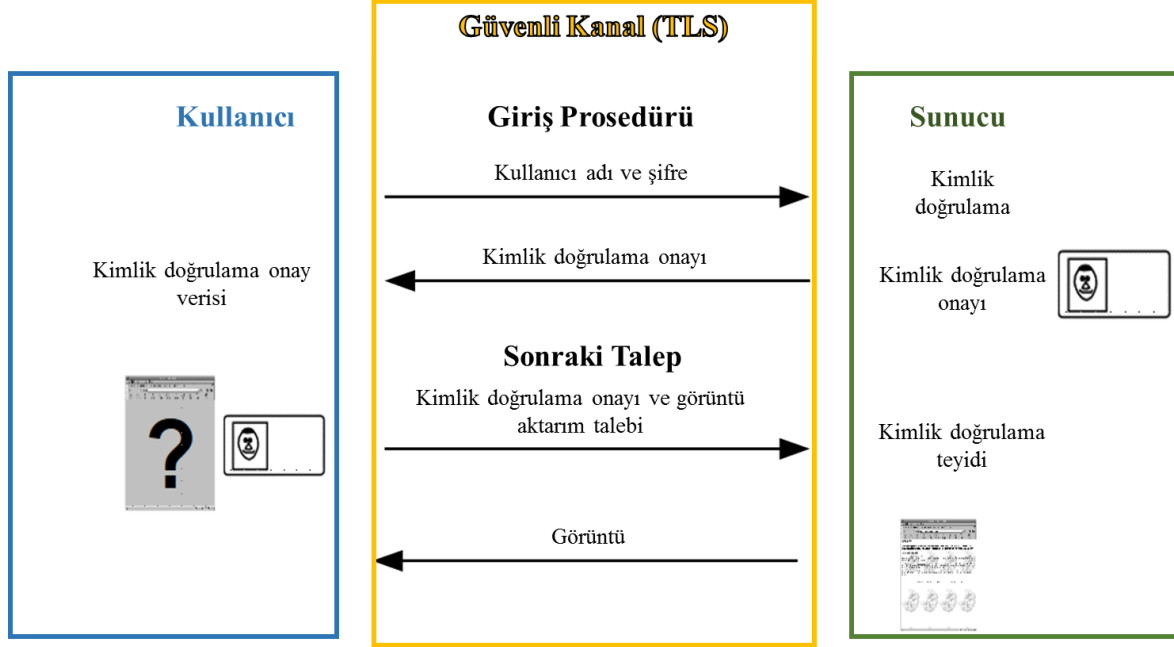 Güvenli Kanal (TLS)
Kullanıcı
Giriş Prosedürü
Sunucu
Kullanıcı adı ve şifre
Kimlik
doğrulama
Kimlik doğrulama onay
verisi
Kimlik doğrulama onayı
Kimlik doğrulama
onayı
Sonraki Talep
Kimlik doğrulama onayı ve görüntü
aktarım talebi
Kimlik doğrulama
teyidi
?
Görüntü